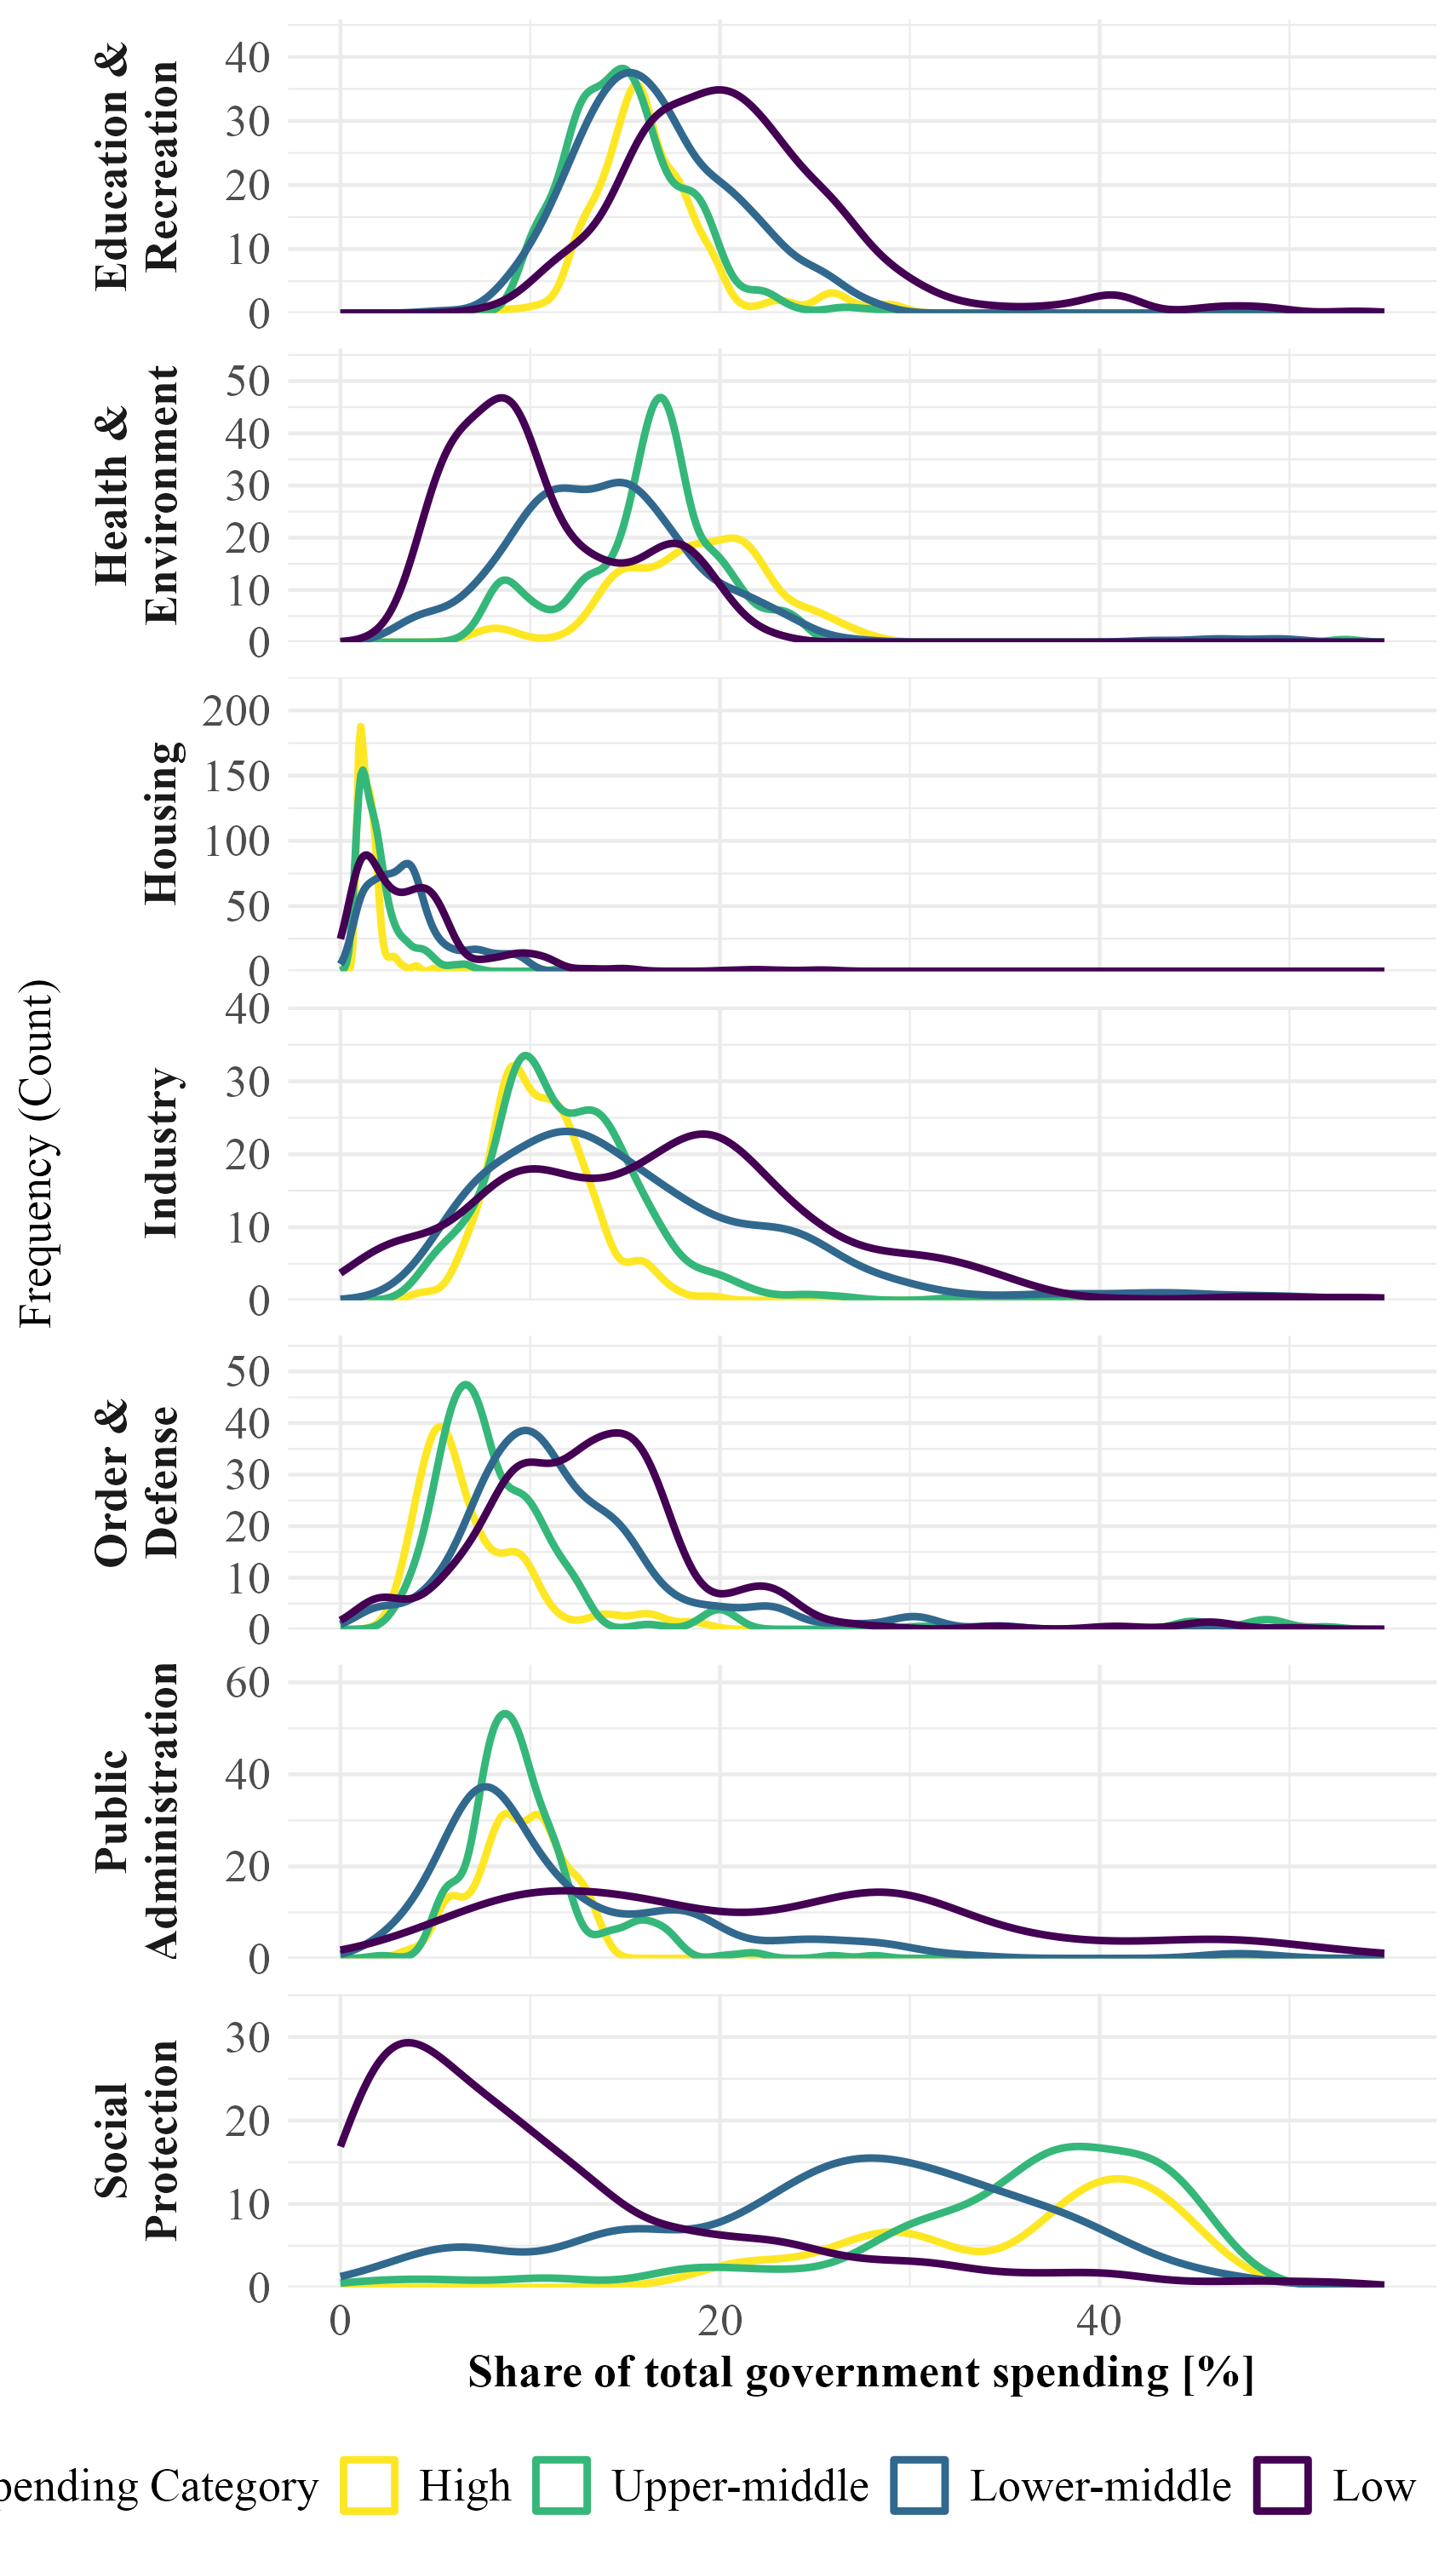 Frequency (Count)
Education &
Recreation
40
30
20
10
0
Health &
Environment
50
40
30
20
10
0
Housing
200
150
100
50
0
Industry
40
30
20
10
0
Order &
Defense
50
40
30
20
10
0
Public
Administration
60
40
20
0
Social
Protection
30
20
10
0
0 20 40
Share of total government spending [%]
pending Category High Upper-middle Lower-middle Low